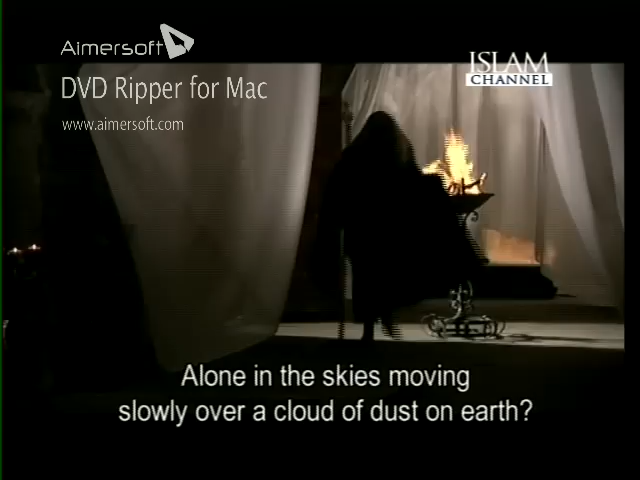 Aimersoft
DVD Ripper for Mac
www.aimersoft.com
ISLAM
CHANNEL
Alone in the skies moving
slowly over a cloud of dust on earth?